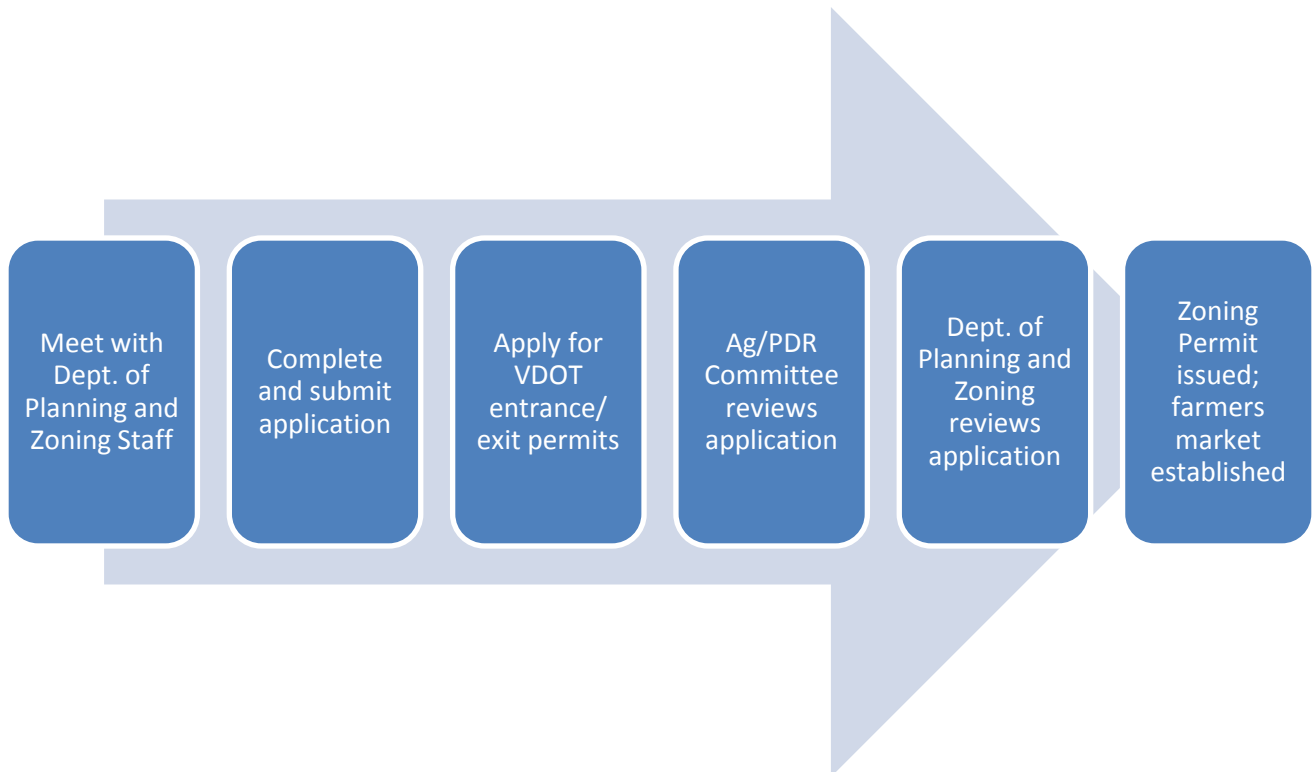 Meet with
Dept. of
Planning and
Zoning Staff
Complete
and submit
application
Apply for
VDOT
entrance/
exit permits
Ag/PDR
Committee
reviews
application
Dept. of
Planning and
Zoning
reviews
application
Zoning
Permit
issued;
farmers
market
established